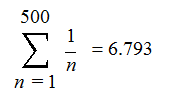 500
∑ 1/n = 6.793
n = 1